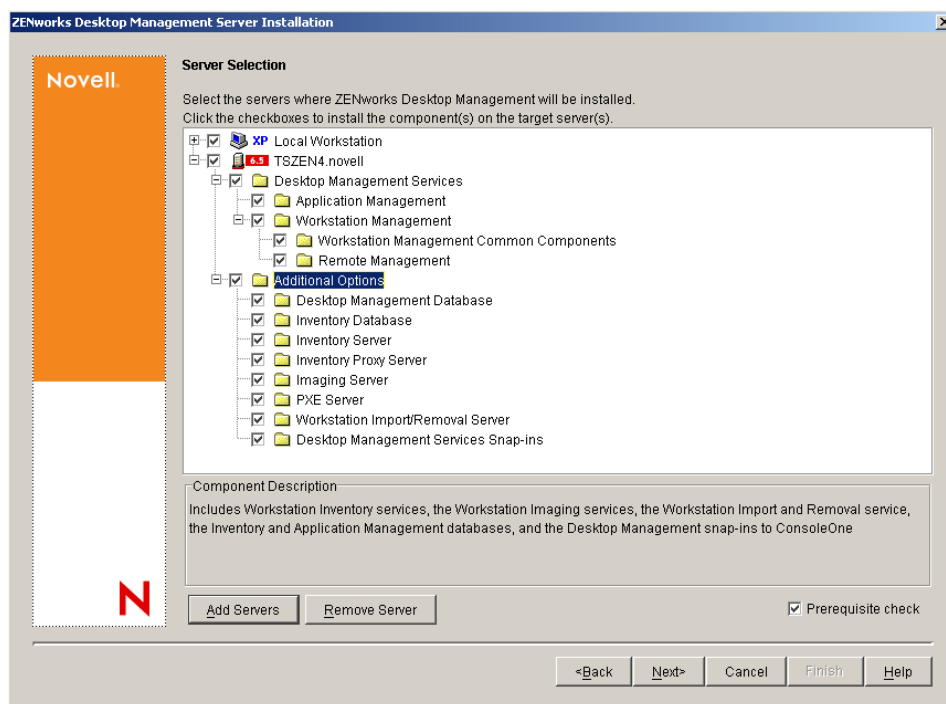 ZENworks Desktop Management Server Installation
Novell.
Server Selection
Select the servers where ZENworks Desktop Management will be installed.
Click the checkboxes to install the component(s) on the target server(s).
XP Local Workstation
6.5 TSZEN4.novell
Desktop Management Services
Application Management
Workstation Management
Workstation Management Common Components
Remote Management
Additional Options
Desktop Management Database
Inventory Database
Inventory Server
Inventory Proxy Server
Imaging Server
PXE Server
Workstation Import/Removal Server
Desktop Management Services Snap-ins
Component Description
Includes Workstation Inventory services, the Workstation Imaging services, the Workstation Import and Removal service,
the Inventory and Application Management databases, and the Desktop Management snap-ins to ConsoleOne
N
Add Servers Remove Server Prerequisite check
<Back Next> Cancel Finish Help